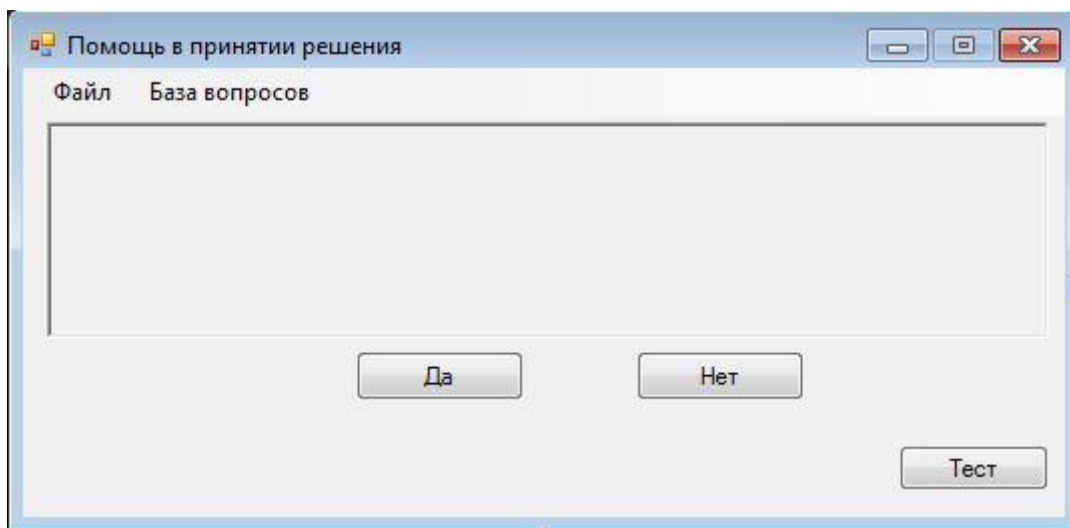 Помощь в принятии решения
Файл База вопросов
Да Нет
Тест